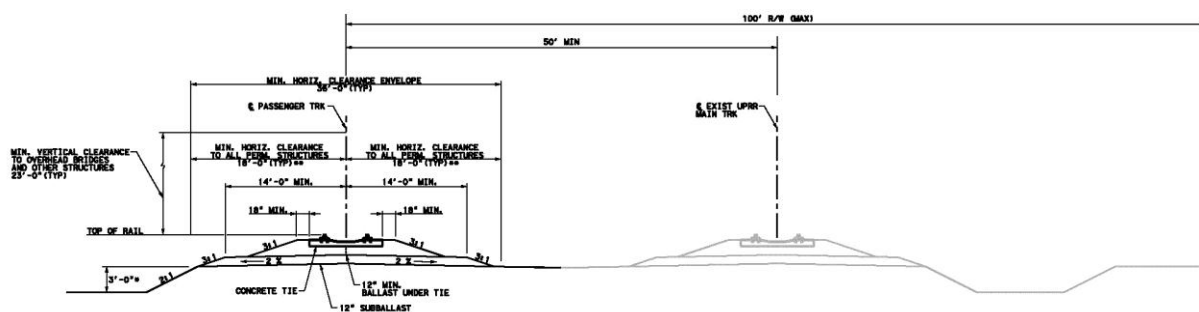 100' R/W (MAX)
50' MIN
MIN. HORIZ. CLEARANCE ENVELOPE
36'-0"(TYP)
℄ PASSENGER TRK
℄ EXIST UPRR
MAIN TRK
MIN. VERTICAL CLEARANCE
TO OVERHEAD BRIDGES
AND OTHER STRUCTURES
23'-0"(TYP)
MIN. HORIZ. CLEARANCE
TO ALL PERM. STRUCTURES
18'-0"(TYP)**
MIN. HORIZ. CLEARANCE
TO ALL PERM. STRUCTURES
18'-0"(TYP)**
14'-0" MIN.
14'-0" MIN.
18" MIN.
18" MIN.
TOP OF RAIL
3:1
3:1
3:1
3:1
2 %
2 %
3'-0"*
2:1
CONCRETE TIE
12" MIN.
BALLAST UNDER TIE
12" SUBBALLAST